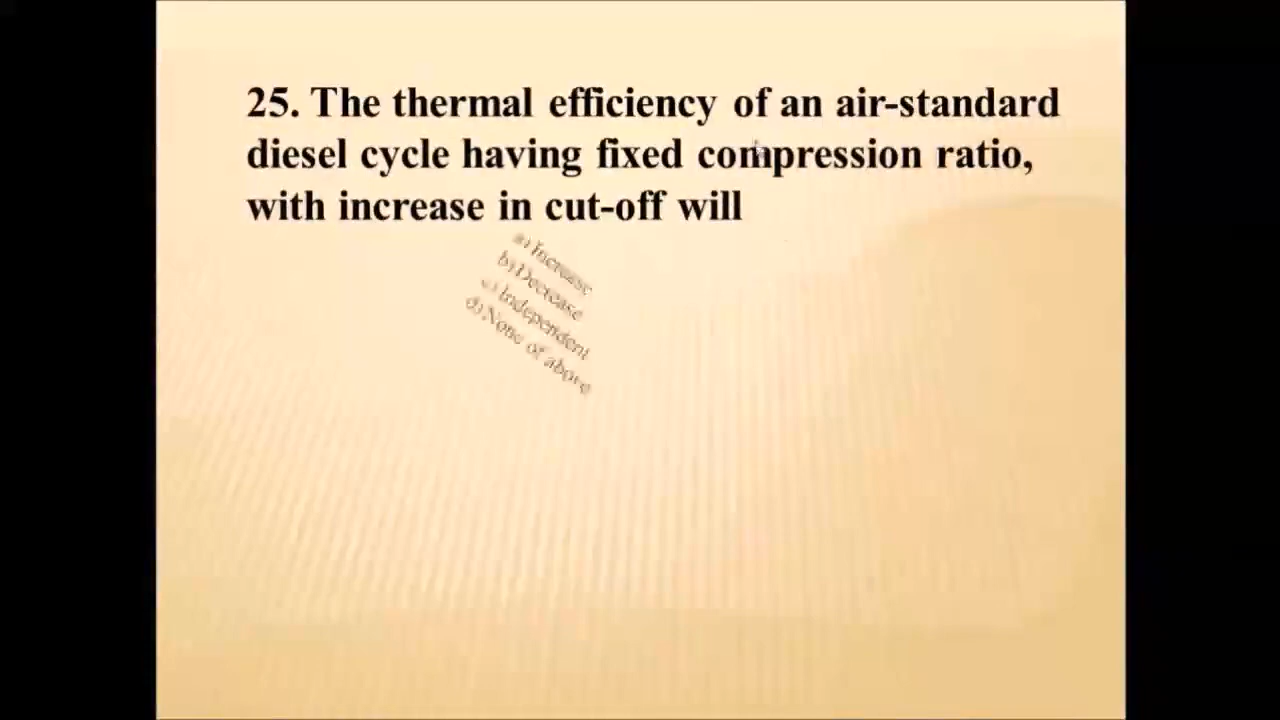 25. The thermal efficiency of an air-standard
diesel cycle having fixed compression ratio,
with increase in cut-off will
a) Increase
b) Decrease
c) Independent
d) None of above